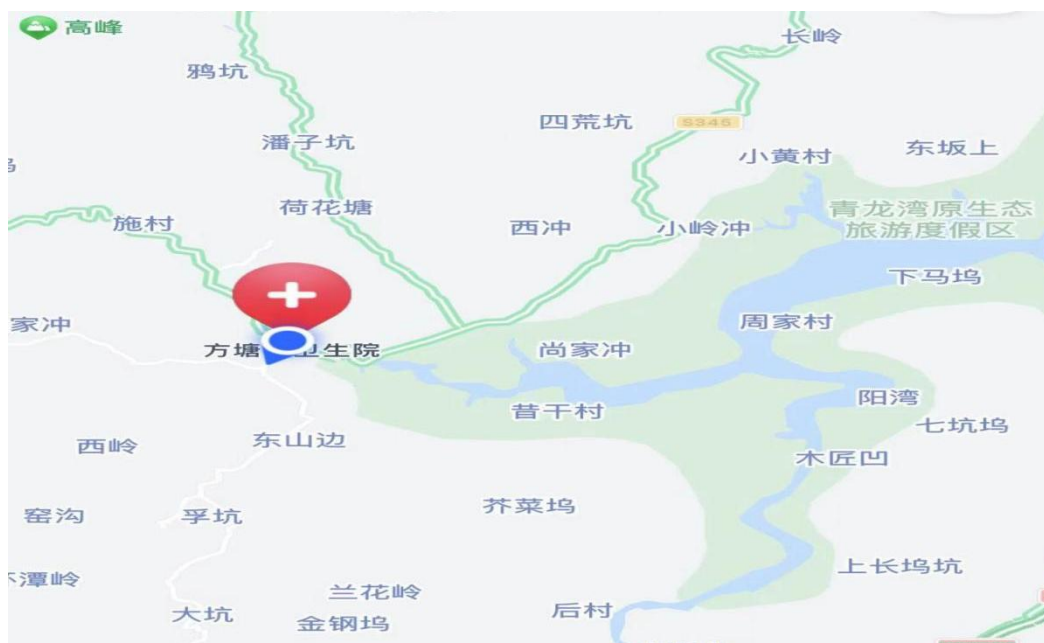 高峰
长岭
鸦坑
四荒坑
S345
潘子坑
东坂上
小黄村
荷花塘
青龙湾原生态
旅游度假区
施村
西冲
小岭冲
下马坞
家冲
周家村
方塘
卫生院
尚家冲
阳湾
昔干村
七坑坞
西岭
东山边
木匠凹
芥菜坞
窑沟
孚坑
上长坞坑
潭岭
兰花岭
大坑
后村
金钢坞